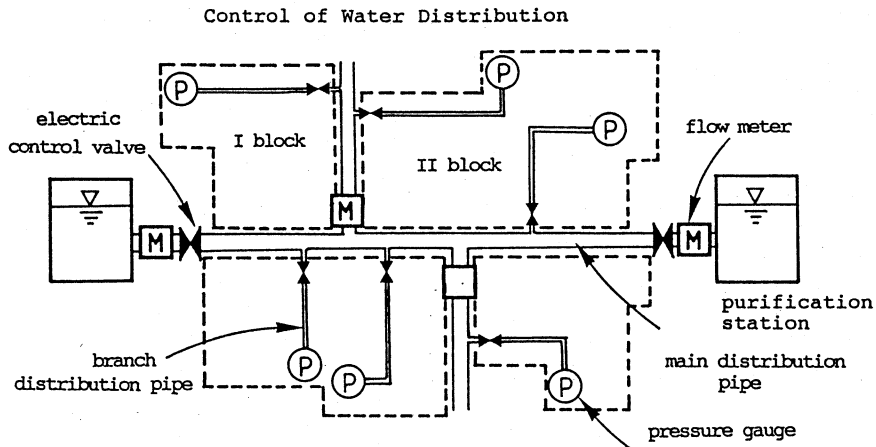 Control of Water Distribution
P
P
P
electric
control valve
I block
II block
flow meter
M
M
M
purification
station
branch
distribution pipe
P
P
P
main distribution
pipe
pressure gauge